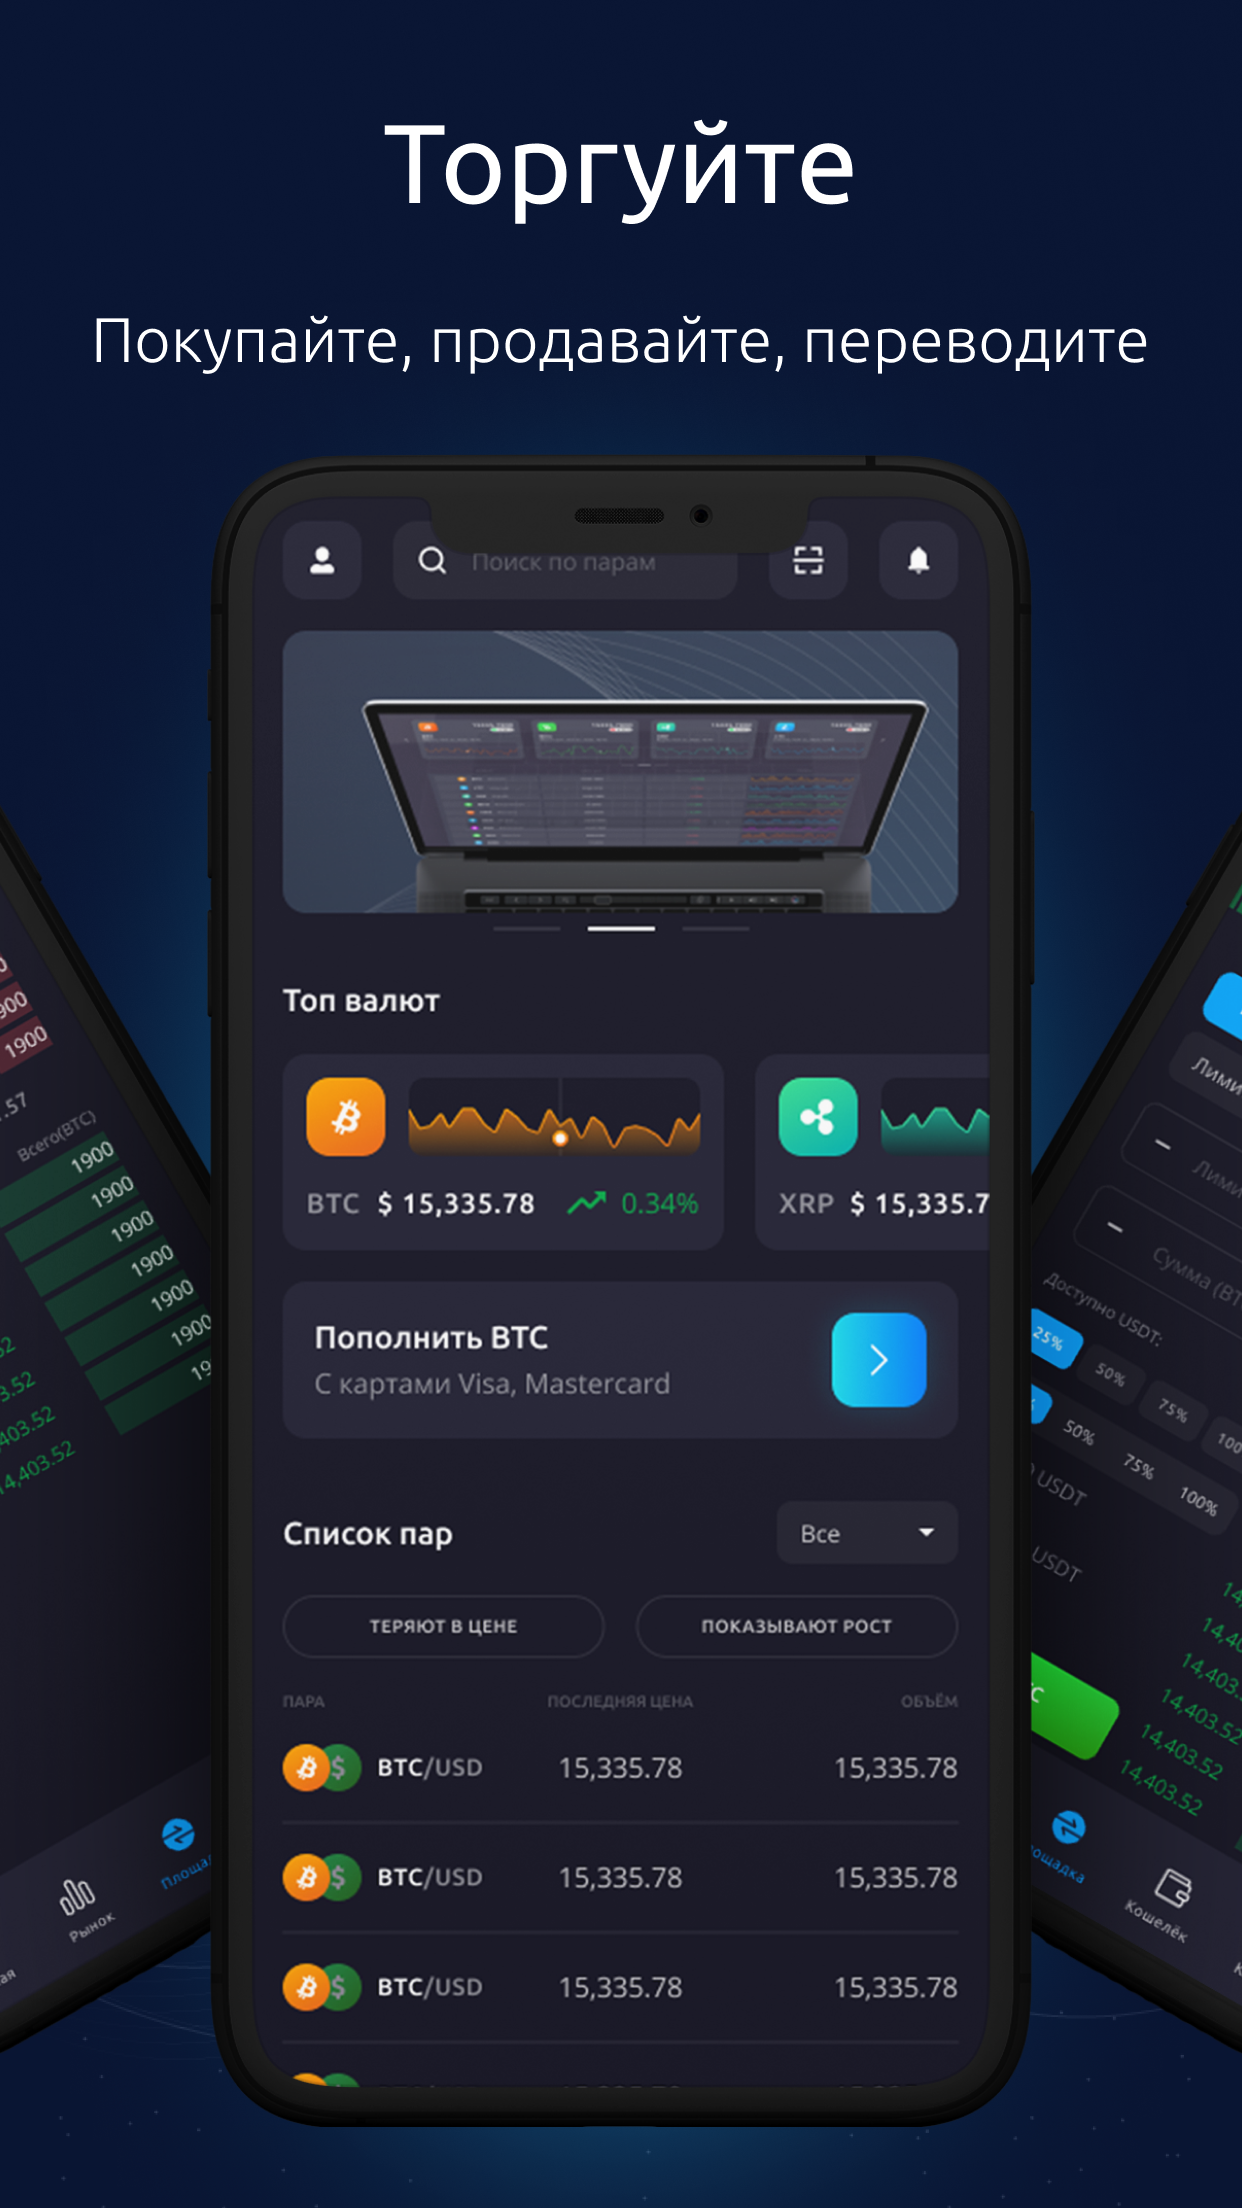 Торгуйте
Покупайте, продавайте, переводите
Поиск по парам
Топ валют
BTC $ 15,335.78 0.34%
XRP $ 15,335.7
Пополнить BTC
С картами Visa, Mastercard
Список пар
Все
ТЕРЯЮТ В ЦЕНЕ
ПОКАЗЫВАЮТ РОСТ
ПАРА ПОСЛЕДНЯЯ ЦЕНА ОБЪЁМ
BTC/USD 15,335.78 15,335.78
BTC/USD 15,335.78 15,335.78
BTC/USD 15,335.78 15,335.78
900
1900
.57
Всего(BTC)
1900
1900
1900
1900
1900
1900
19
52
3.52
403.52
14,403.52
Рынок
Площад
Лими
Лими
Сумма (BT
Доступно USDT:
25% 50% 75% 100
% 50% 75% 100%
USDT
USDT
14,
14,40
14,403.
14,403.52
14,403.52
14,403.52
ощадка
Кошелёк